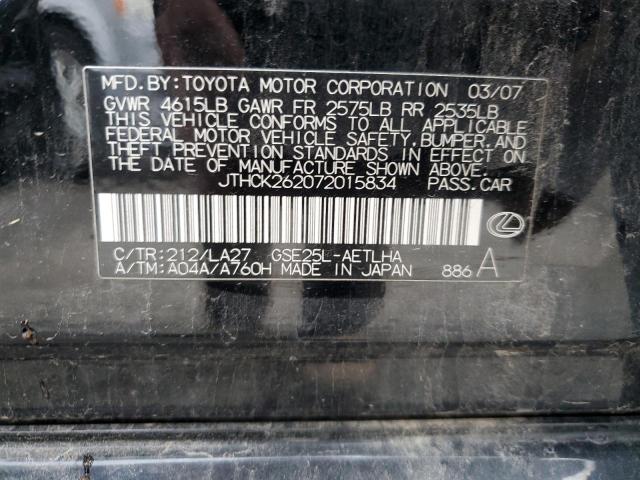 MFD.BY:TOYOTA MOTOR CORPORATION 03/07
GVWR 4615LB GAWR FR 2575LB RR 2535LB
THIS VEHICLE CONFORMS TO ALL APPLICABLE
FEDERAL MOTOR VEHICLE SAFETY, BUMPER, AND
THEFT PREVENTION STANDARDS IN EFFECT ON
THE DATE OF MANUFACTURE SHOWN ABOVE.
JTHCK262072015834 PASS.CAR
C/TR:212/LA27 GSE25L-AETLHA
A/TM:A04A/A760H MADE IN JAPAN 886 A